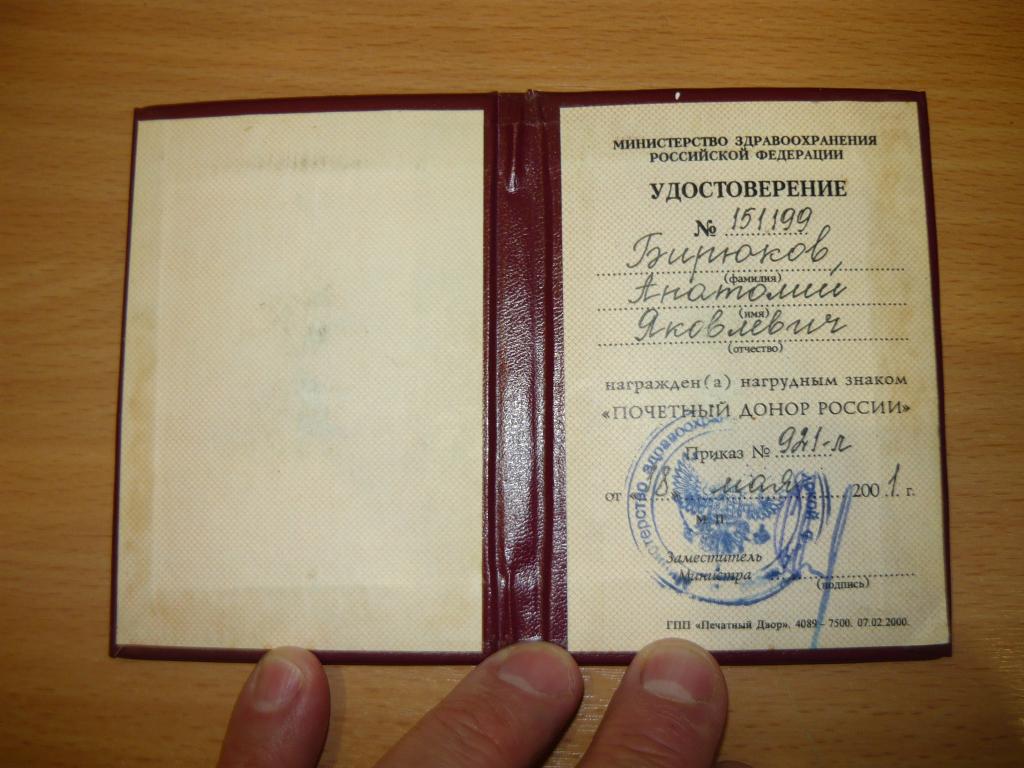 МИНИСТЕРСТВО ЗДРАВООХРАНЕНИЯ
РОССИЙСКОЙ ФЕДЕРАЦИИ
УДОСТОВЕРЕНИЕ
№ 151199
Бирюков
(фамилия)
Анатолий
(имя)
Яковлевич
(отчество)
награжден(а) нагрудным знаком
«ПОЧЕТНЫЙ ДОНОР РОССИИ»
Приказ № 921-л
от «8» мая 2001 г.
м. п.
Заместитель
Министра
(подпись)
ГПП «Печатный Двор». 4089 – 7500. 07.02.2000.